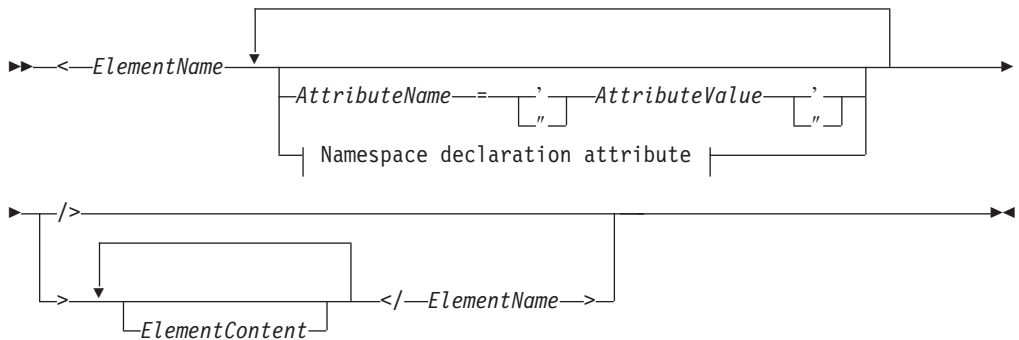 < ElementName
AttributeName = ’ AttributeValue ’
" "
Namespace declaration attribute
/>
> </ ElementName >
ElementContent